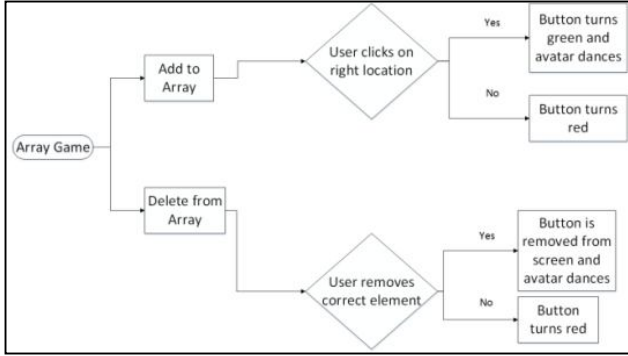 Array Game
Add to
Array
User clicks on
right location
Yes
Button turns
green and
avatar dances
No
Button turns
red
Delete from
Array
User removes
correct element
Yes
Button is
removed from
screen and
avatar dances
No
Button
turns red